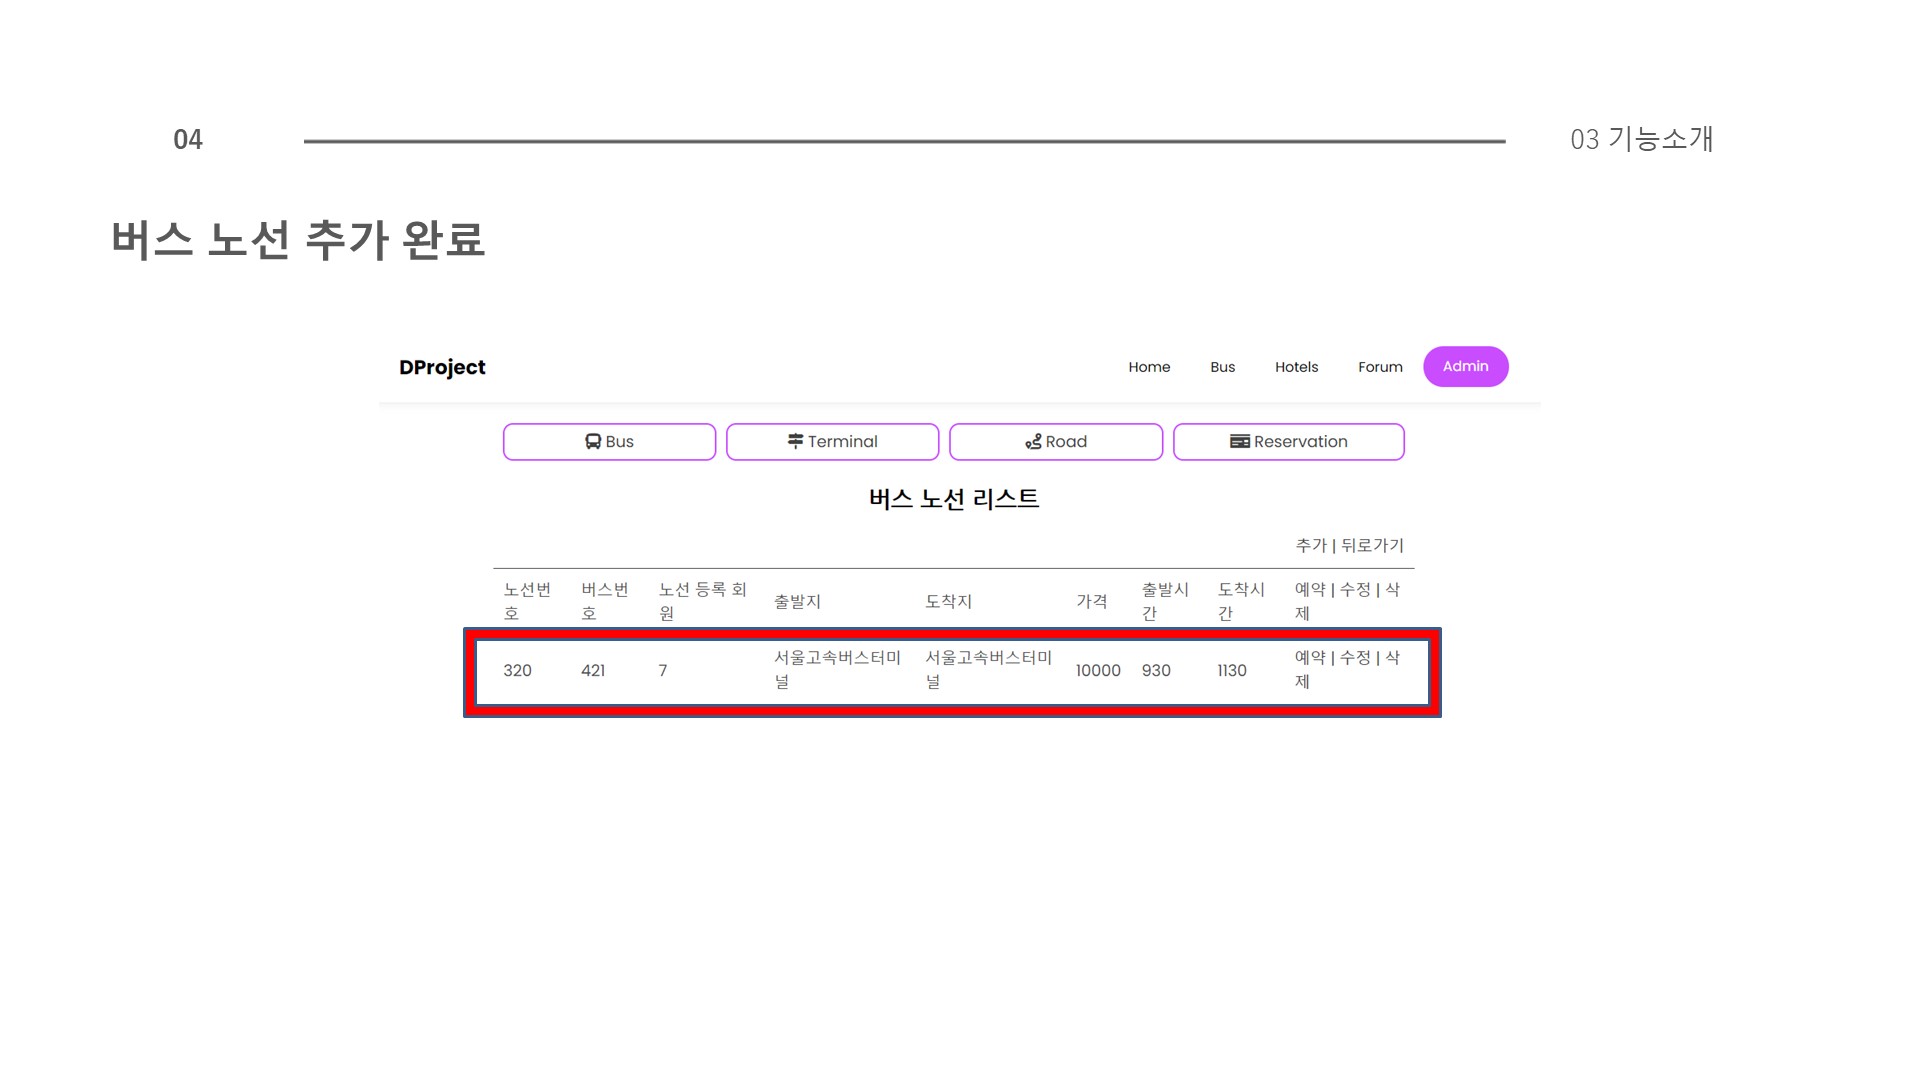 04
03 기능소개
버스 노선 추가 완료
DProject
Home Bus Hotels Forum Admin
Bus Terminal Road Reservation
버스 노선 리스트
추가 | 뒤로가기
노선번호 버스번호 노선 등록 회원 출발지 도착지 가격 출발시간 도착시간 예약 | 수정 | 삭제
320 421 7 서울고속버스터미널 서울고속버스터미널 10000 930 1130 예약 | 수정 | 삭제